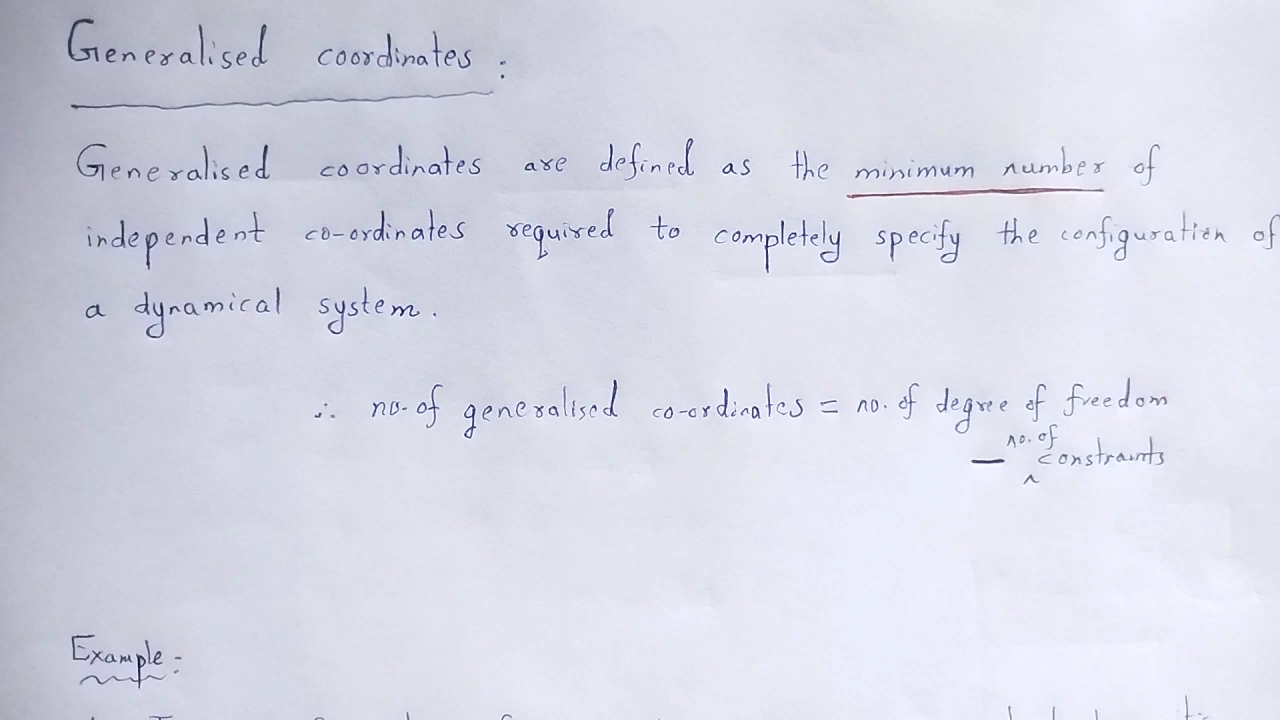 Generalised coordinates :
Generalised coordinates are defined as the minimum number of
independent co-ordinates required to completely specify the configuration of
a dynamical system.
∴ no. of generalised co-ordinates = no. of degree of freedom
— no. of constraints
Example :-